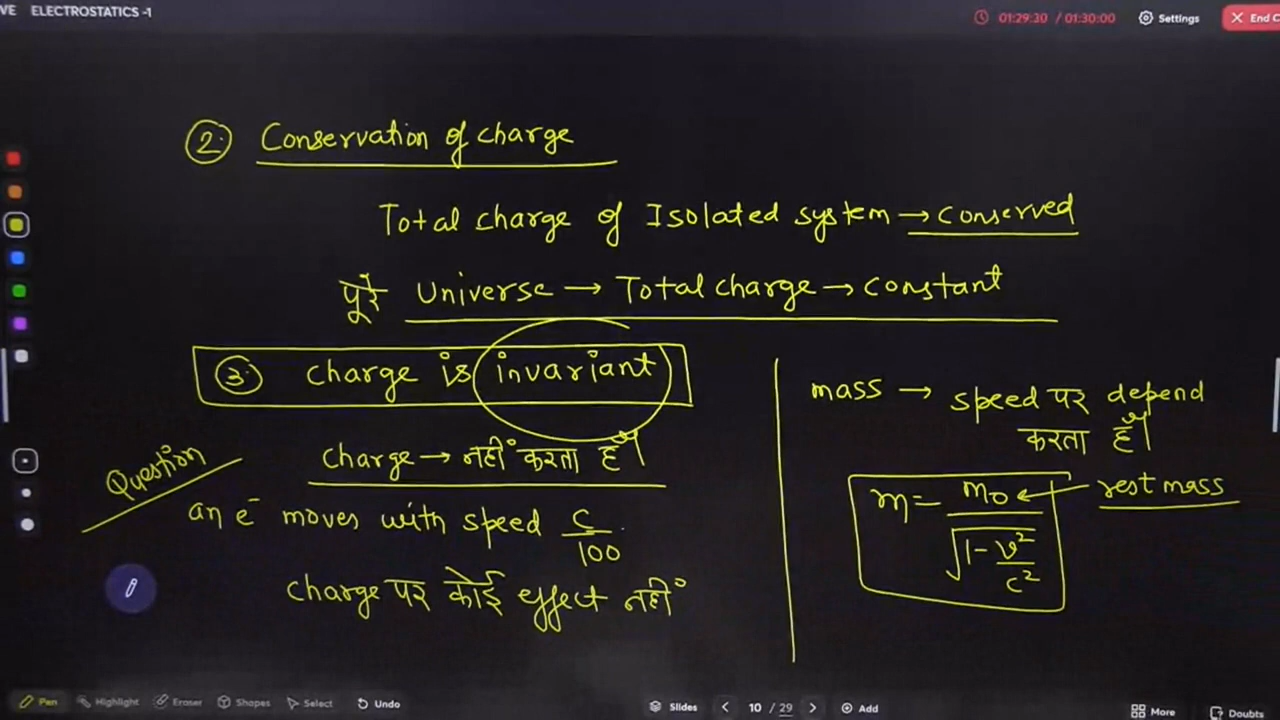 VE ELECTROSTATICS -1
01:29:30 / 01:30:00
Settings
End C
2. Conservation of charge
Total charge of Isolated system → conserved
पूरे Universe → Total charge → constant
3. charge is invariant
charge → नहीं करता हैं।
Question
an e⁻ moves with speed c/100
charge पर कोई effect नहीं
mass → speed पर depend
करता हैं।
m = m₀/√(1 - v²/c²) ← rest mass
Pen Highlight Eraser Shapes Select Undo Slides < 10 / 29 > Add More Doubts